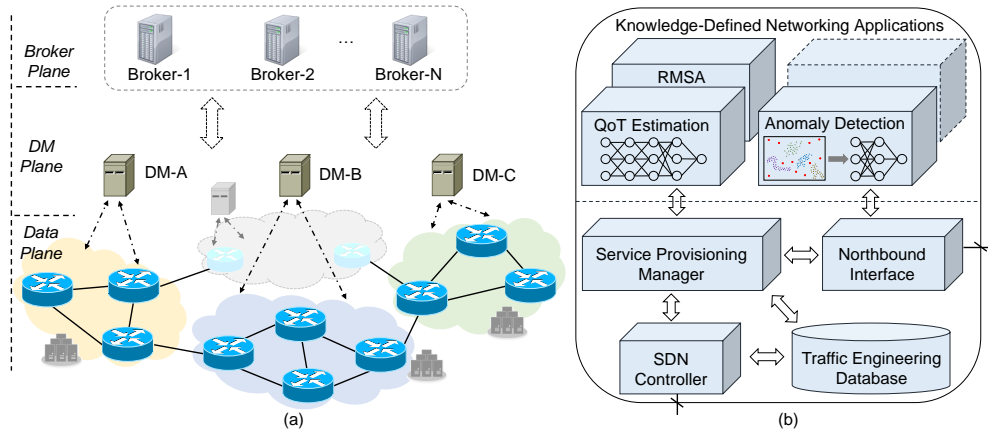 Broker
Plane
Broker-1
Broker-2
...
Broker-N
DM
Plane
DM-A
DM-B
DM-C
Data
Plane
(a)
Knowledge-Defined Networking Applications
RMSA
QoT Estimation
Anomaly Detection
Service Provisioning
Manager
Northbound
Interface
SDN
Controller
Traffic Engineering
Database
(b)